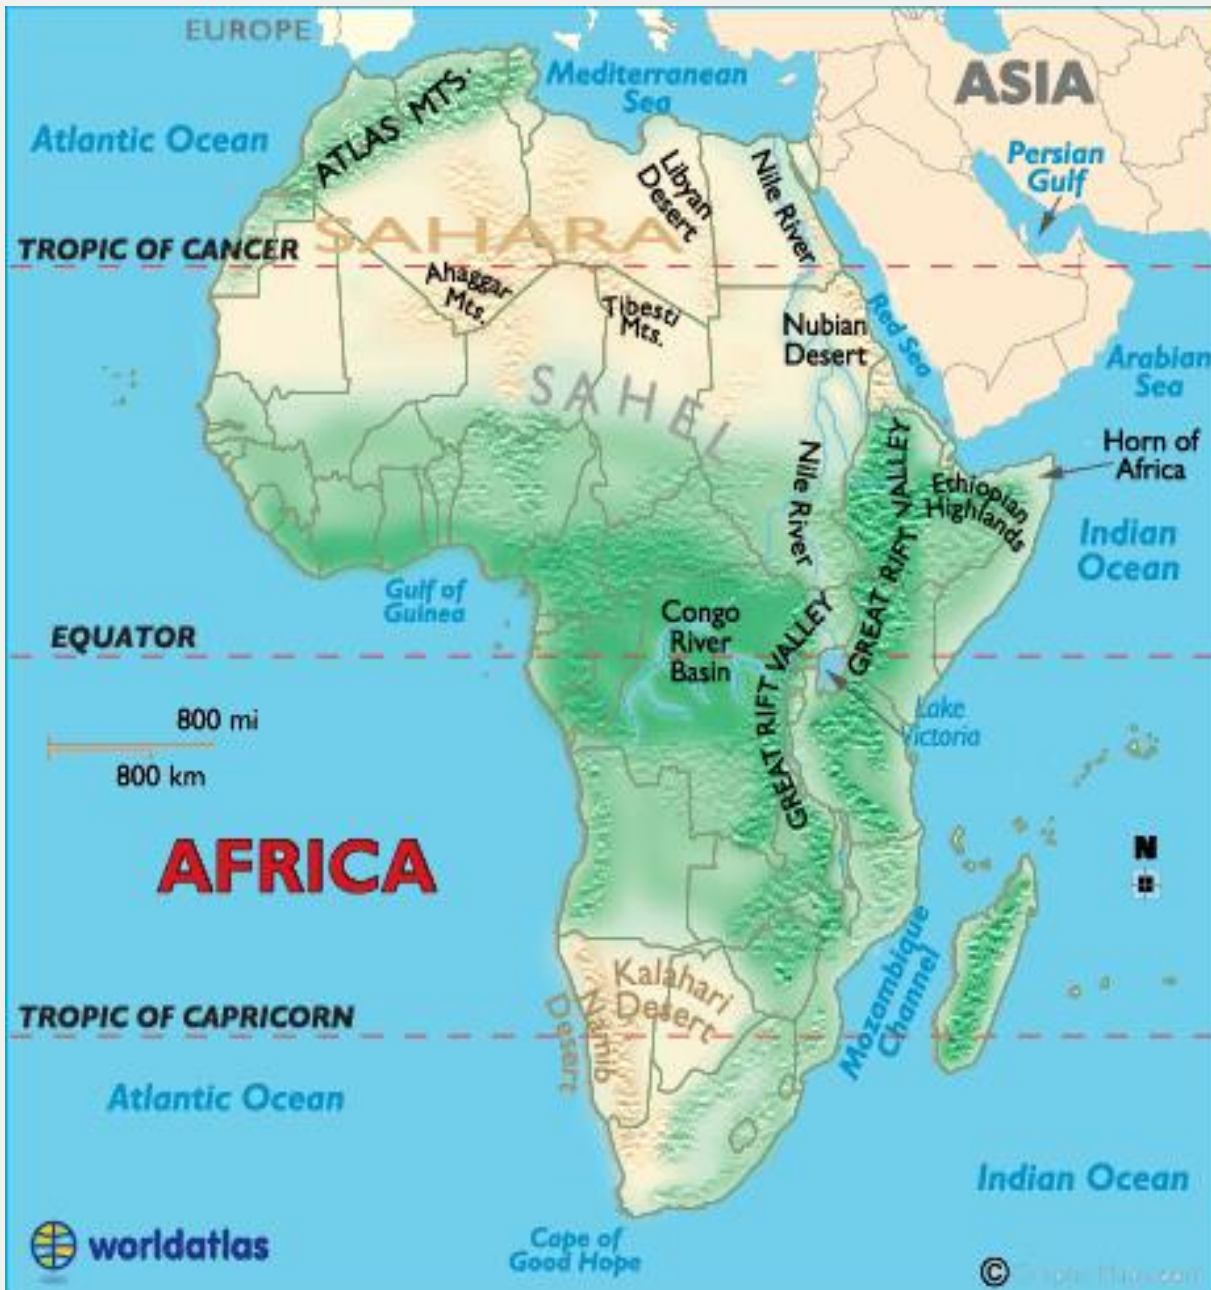 EUROPE
Mediterranean
Sea
ASIA
Atlantic Ocean
ATLAS MTS.
Persian
Gulf
Libyan
Desert
Nile River
SAHARA
TROPIC OF CANCER
Ahaggar
Mts.
Tibesti
Mts.
Nubian
Desert
Red Sea
Arabian
Sea
SAHEL
Horn of
Africa
Nile River
GREAT RIFT VALLEY
Ethiopian
Highlands
Indian
Ocean
Gulf of
Guinea
Congo
River
Basin
EQUATOR
GREAT RIFT VALLEY
Lake
Victoria
800 mi
800 km
AFRICA
N
Mozambique
Channel
Kalahari
Desert
Namib
Desert
TROPIC OF CAPRICORN
Atlantic Ocean
Indian Ocean
worldatlas
Cape of
Good Hope
©